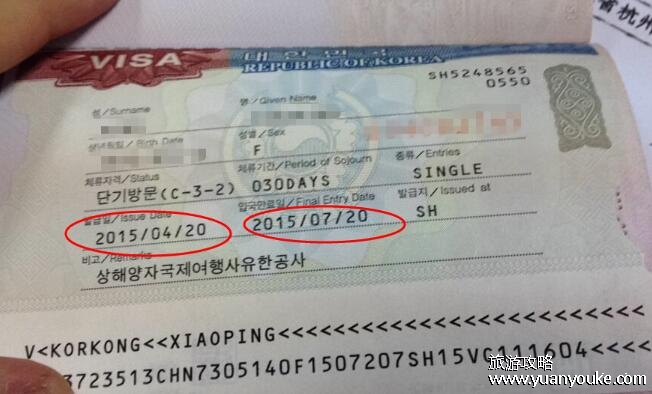 VISA
대한민국
REPUBLIC OF KOREA
SH5248565
0550
성/Surname
명/Given Name
생년월일/Birth Date
성별/Sex
F
체류자격/Status
체류기간/Period of Sojourn
종류/Entries
단기방문(C-3-2)
030DAYS
SINGLE
발급일/Issue Date
입국만료일/Final Entry Date
발급지/Issued at
2015/04/20
2015/07/20
SH
비고/Remarks
상해양자국제여행사유한공사
V<KORKONG<<XIAOPING<<<<<<<<<<<<<<<<<<<<<<<<
3723513CHN7305140F1507207SH15VC111604<<<<
旅游攻略
www.yuanyouke.com